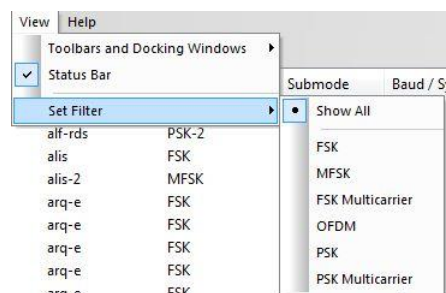 View Help
Toolbars and Docking Windows
Status Bar
Submode Baud /
Set Filter Show All
alf-rds PSK-2
FSK
alis FSK
MFSK
alis-2 MFSK
FSK Multicarrier
arq-e FSK
OFDM
arq-e FSK
PSK
arq-e FSK
PSK Multicarrier
arq-e FSK